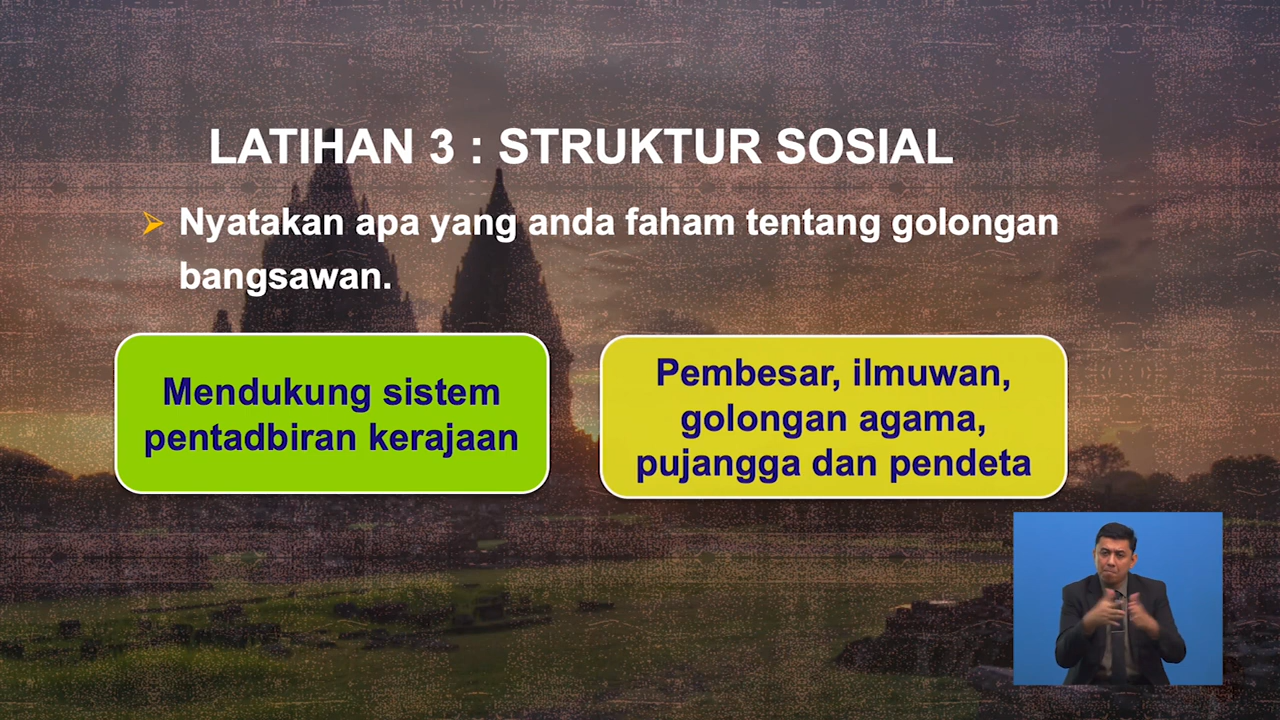 LATIHAN 3 : STRUKTUR SOSIAL
Nyatakan apa yang anda faham tentang golongan
bangsawan.
Mendukung sistem
pentadbiran kerajaan
Pembesar, ilmuwan,
golongan agama,
pujangga dan pendeta